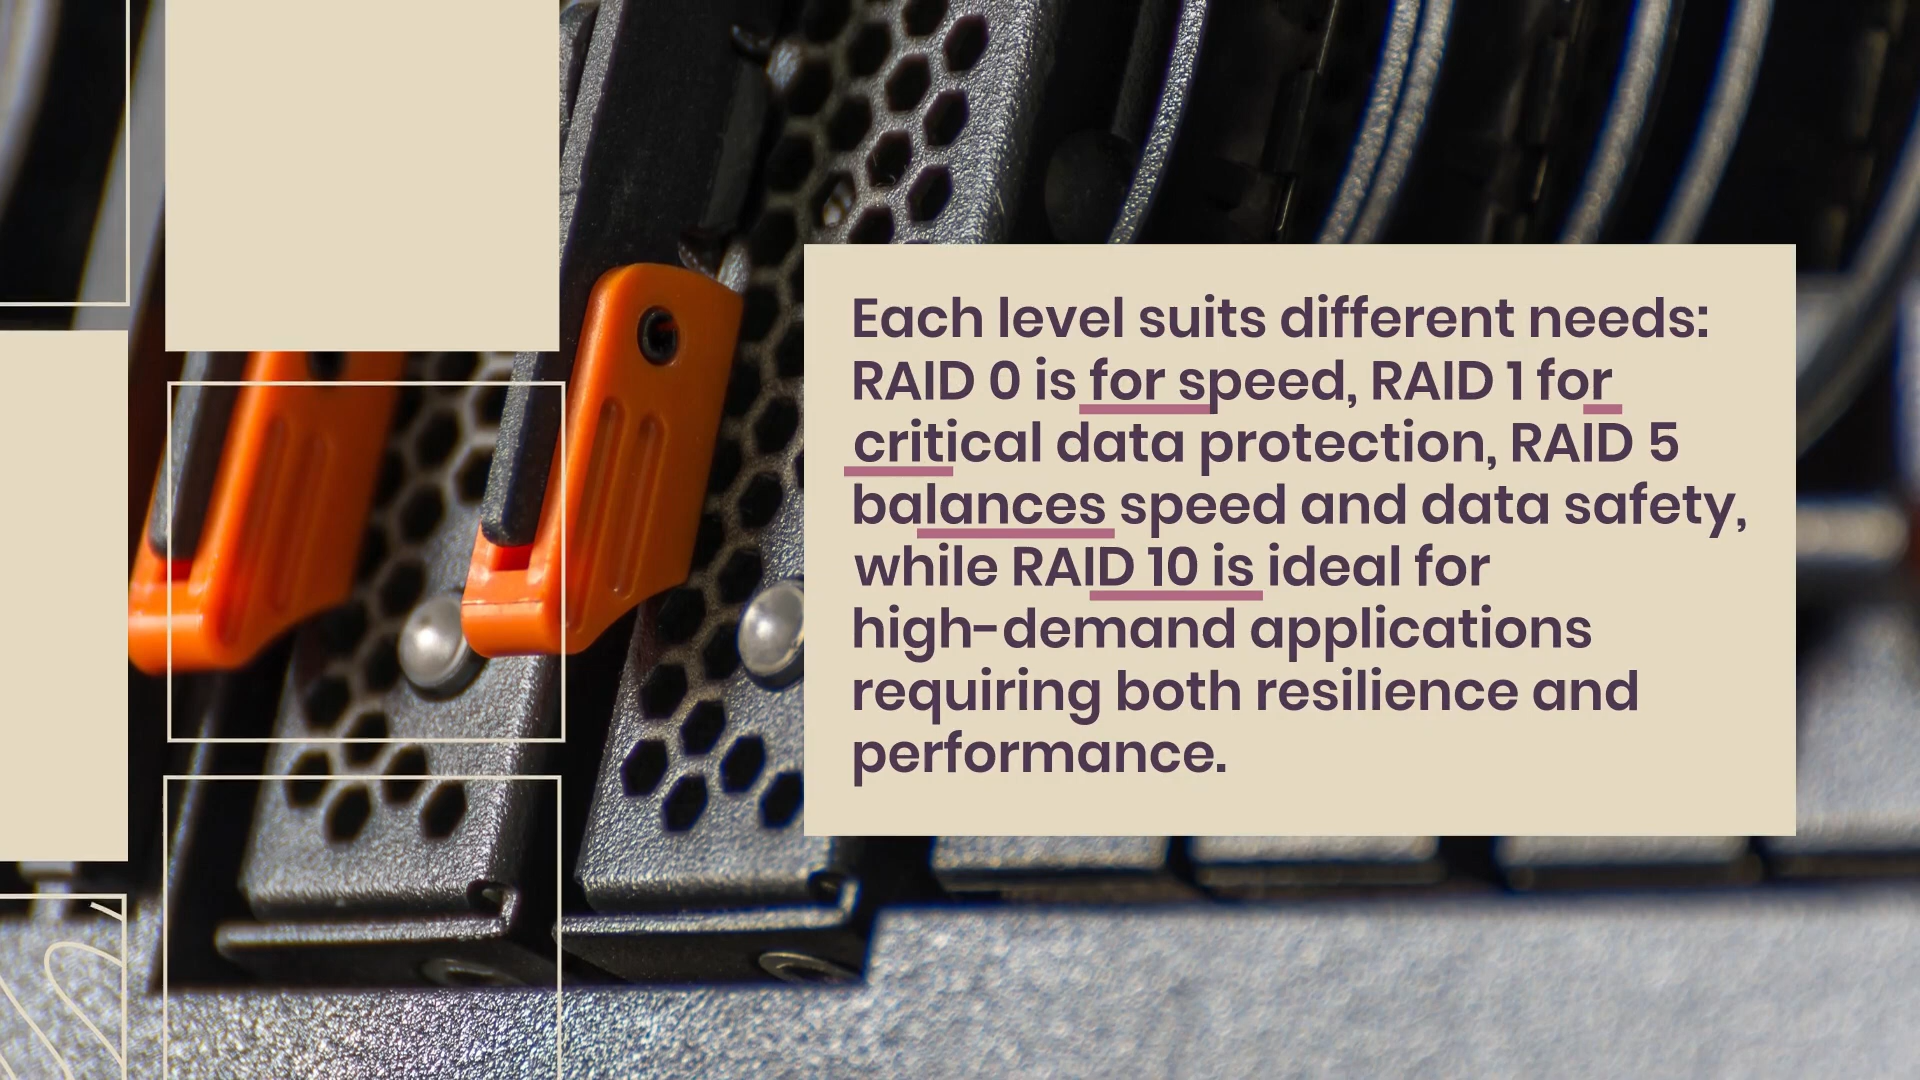 Each level suits different needs:
RAID 0 is for speed, RAID 1 for
critical data protection, RAID 5
balances speed and data safety,
while RAID 10 is ideal for
high-demand applications
requiring both resilience and
performance.